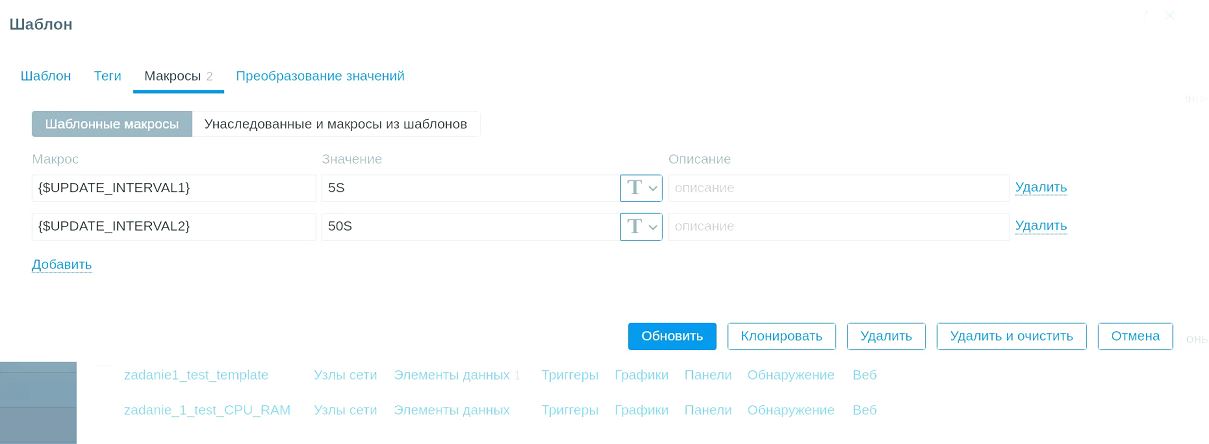 Шаблон
Шаблон Теги Макросы 2 Преобразование значений
Шаблонные макросы Унаследованные и макросы из шаблонов
Макрос Значение Описание
{$UPDATE_INTERVAL1} 5S T описание Удалить
{$UPDATE_INTERVAL2} 50S T описание Удалить
Добавить
Обновить Клонировать Удалить Удалить и очистить Отмена
zadanie1_test_template Узлы сети Элементы данных 1 Триггеры Графики Панели Обнаружение Веб
zadanie_1_test_CPU_RAM Узлы сети Элементы данных Триггеры Графики Панели Обнаружение Веб